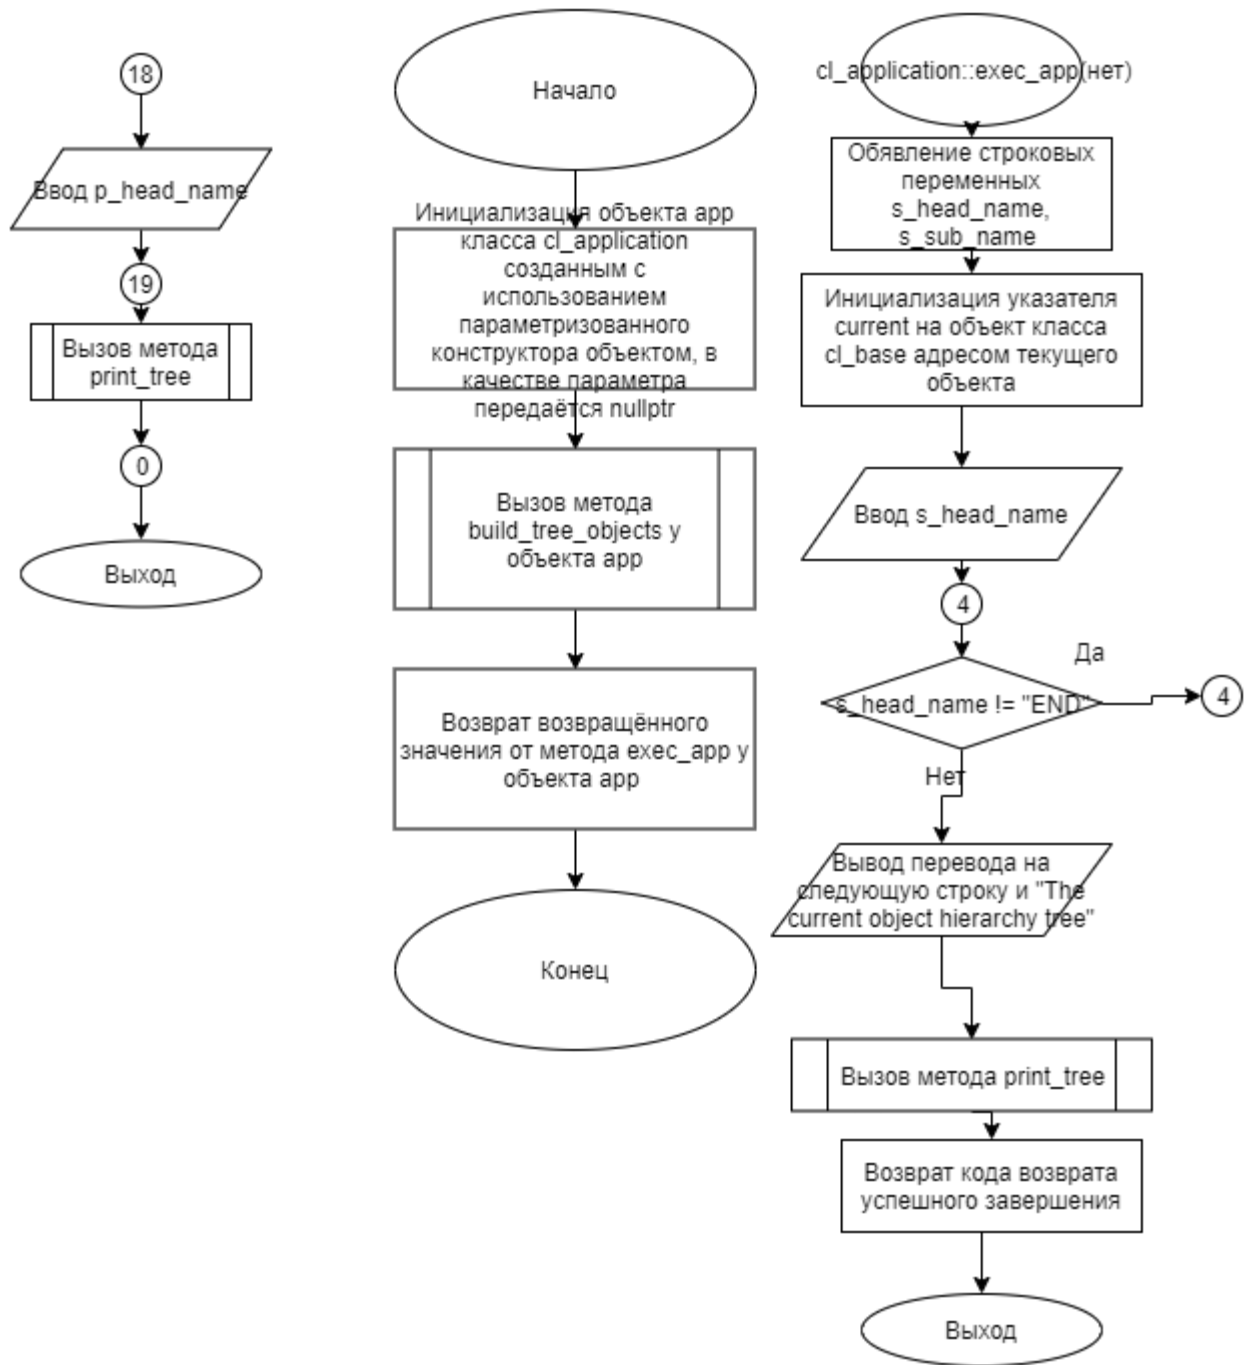 18
Ввод p_head_name
19
Вызов метода
print_tree
0
Выход
Начало
Инициализация объекта app
класса cl_application
созданным с
использованием
параметризованного
конструктора объектом, в
качестве параметра
передаётся nullptr
Вызов метода
build_tree_objects у
объекта app
Возврат возвращённого
значения от метода exec_app у
объекта app
Конец
cl_application::exec_app(нет)
Обявление строковых
переменных
s_head_name,
s_sub_name
Инициализация указателя
current на объект класса
cl_base адресом текущего
объекта
Ввод s_head_name
4
Да
s_head_name != "END"
4
Нет
Вывод перевода на
следующую строку и "The
current object hierarchy tree"
Вызов метода print_tree
Возврат кода возврата
успешного завершения
Выход